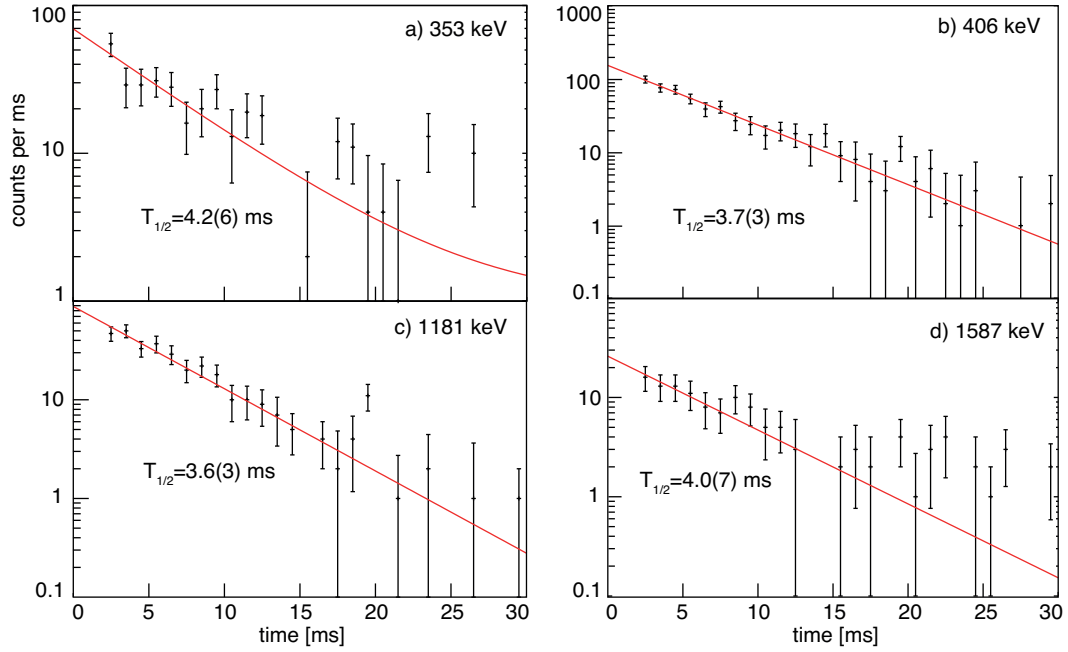 100
a) 353 keV
10
T1/2=4.2(6) ms
1
counts per ms
1000
b) 406 keV
100
10
T1/2=3.7(3) ms
1
0.1
c) 1181 keV
10
T1/2=3.6(3) ms
1
0.1
0 5 10 15 20 25 30
time [ms]
d) 1587 keV
10
T1/2=4.0(7) ms
1
0.1
0 5 10 15 20 25 30
time [ms]